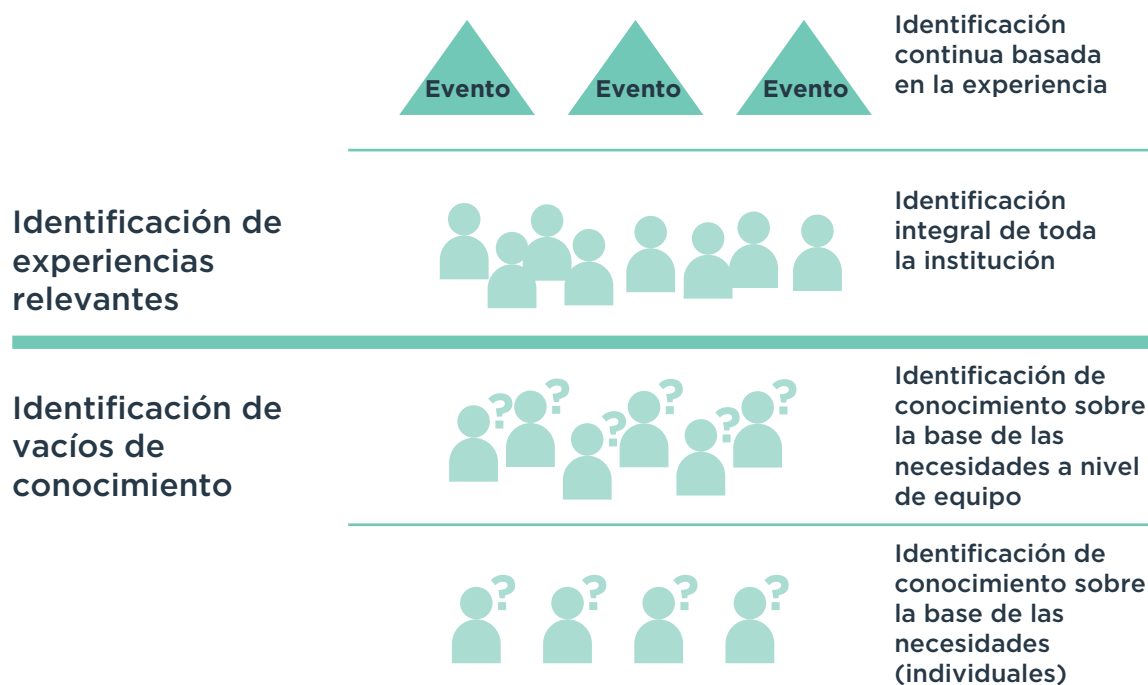 Evento
Evento
Evento
Identificación
continua basada
en la experiencia
Identificación de
experiencias
relevantes
Identificación
integral de toda
la institución
Identificación de
vacíos de
conocimiento
? ? ? ? ? ?
Identificación de
conocimiento sobre
la base de las
necesidades a nivel
de equipo
? ? ? ?
Identificación de
conocimiento sobre
la base de las
necesidades
(individuales)